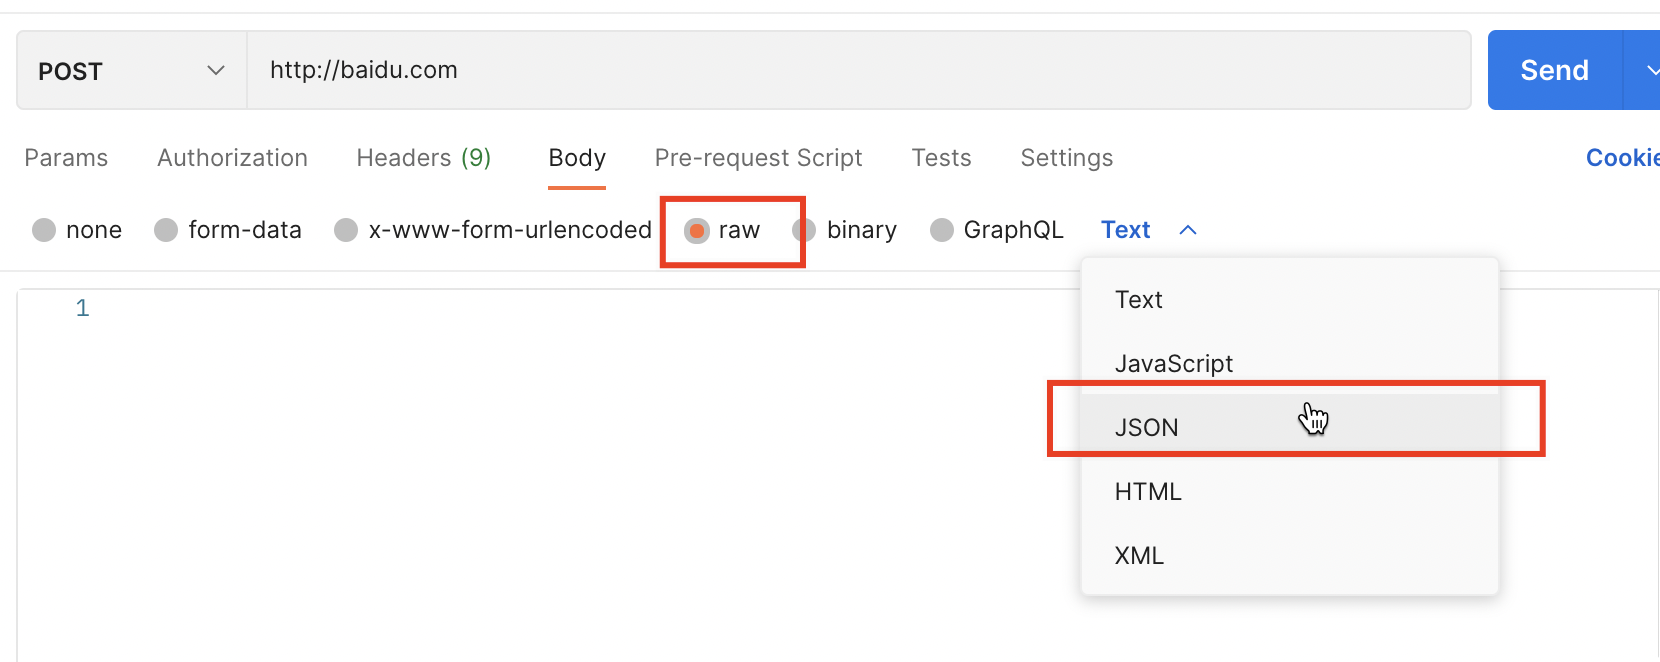 POST http://baidu.com Send
Params Authorization Headers (9) Body Pre-request Script Tests Settings Cookie
none form-data x-www-form-urlencoded raw binary GraphQL Text
1
Text
JavaScript
JSON
HTML
XML